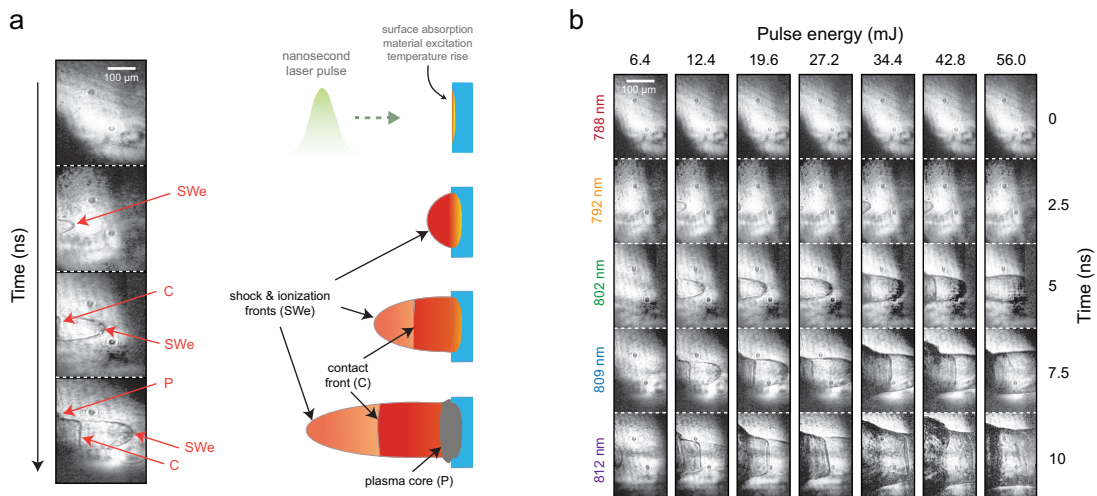 a
100 µm
SWe
C
SWe
P
SWe
C
Time (ns)
nanosecond
laser pulse
surface absorption
material excitation
temperature rise
shock & ionization
fronts (SWe)
contact
front (C)
plasma core (P)
b
Pulse energy (mJ)
6.4 12.4 19.6 27.2 34.4 42.8 56.0
100 µm
788 nm
0
792 nm
2.5
802 nm
5
809 nm
7.5
812 nm
10
Time (ns)